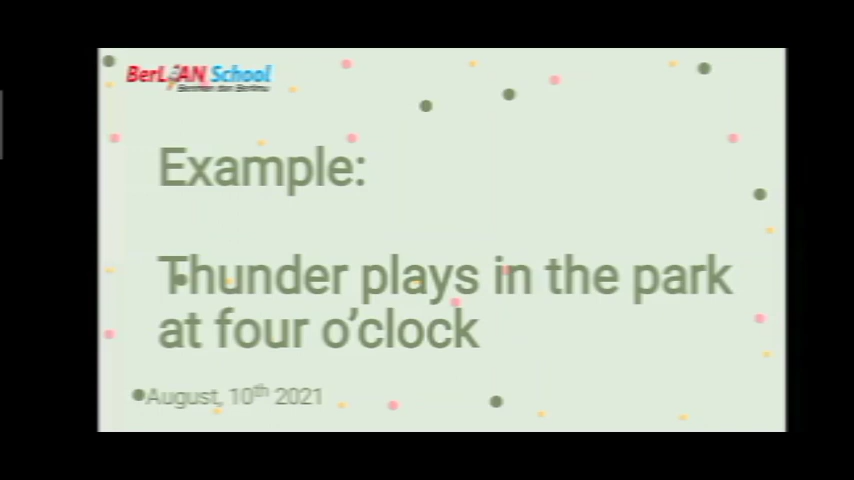 BerLIAN School
Example:
Thunder plays in the park
at four o'clock
August, 10th 2021